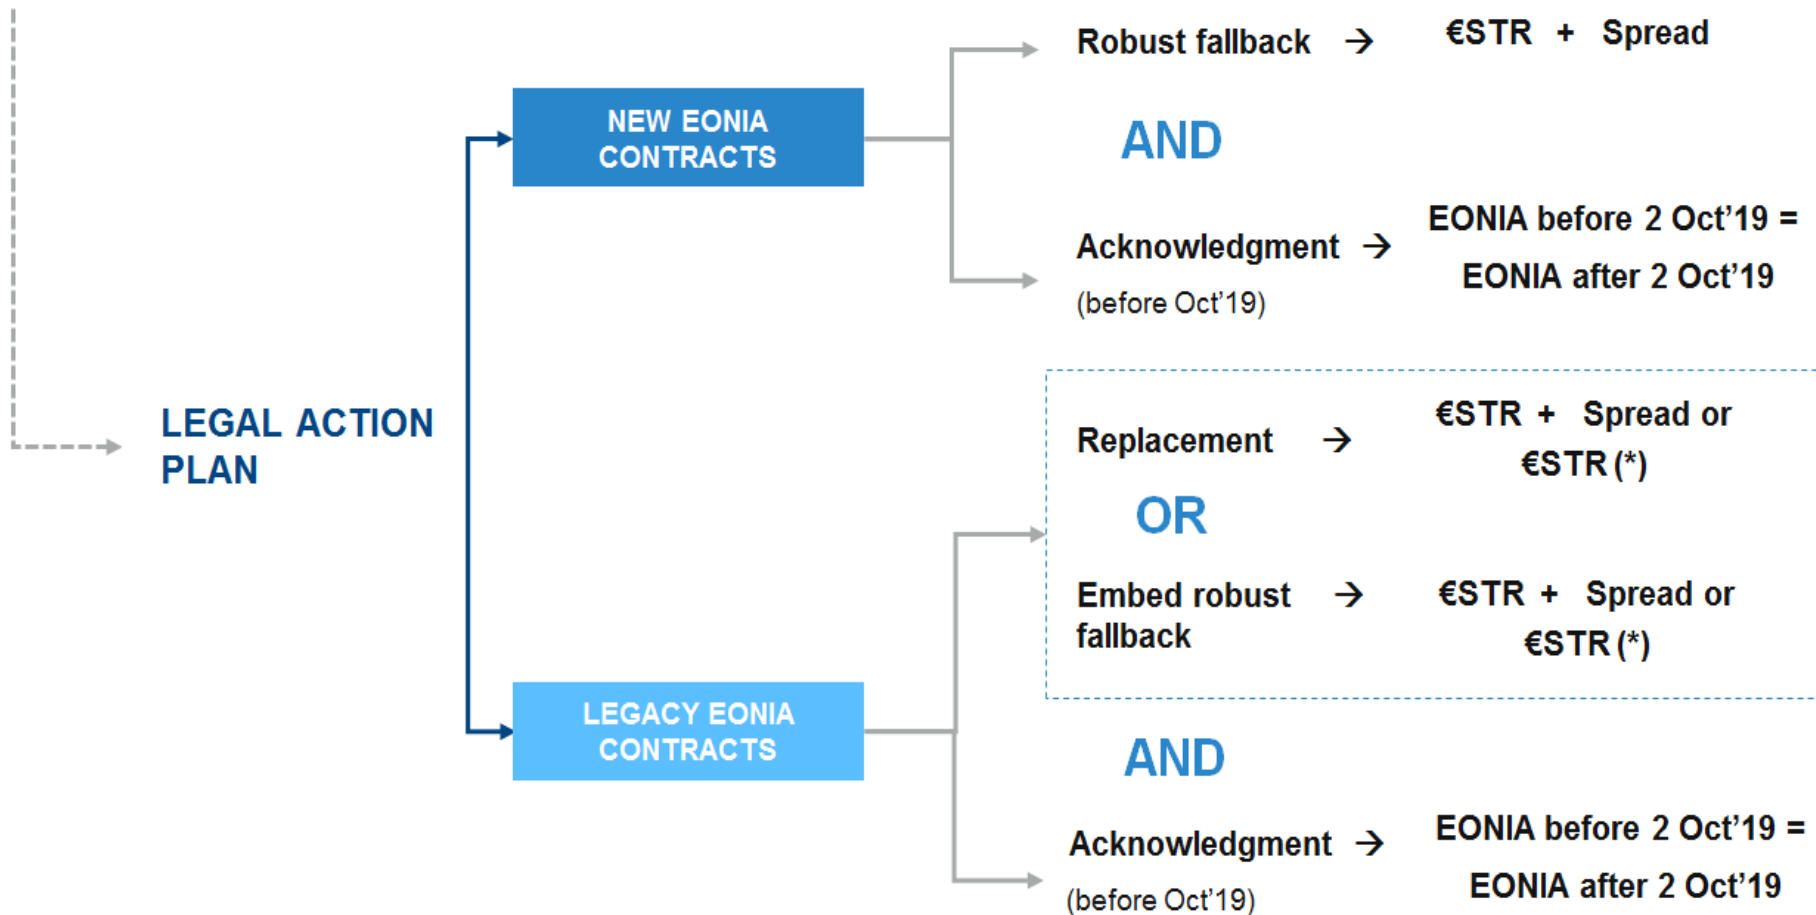 Robust fallback → €STR + Spread
NEW EONIA
CONTRACTS
AND
Acknowledgment → EONIA before 2 Oct’19 =
EONIA after 2 Oct’19
(before Oct’19)
LEGAL ACTION
PLAN
Replacement → €STR + Spread or
€STR (*)
OR
Embed robust → €STR + Spread or
fallback
€STR (*)
LEGACY EONIA
CONTRACTS
AND
Acknowledgment → EONIA before 2 Oct’19 =
EONIA after 2 Oct’19
(before Oct’19)